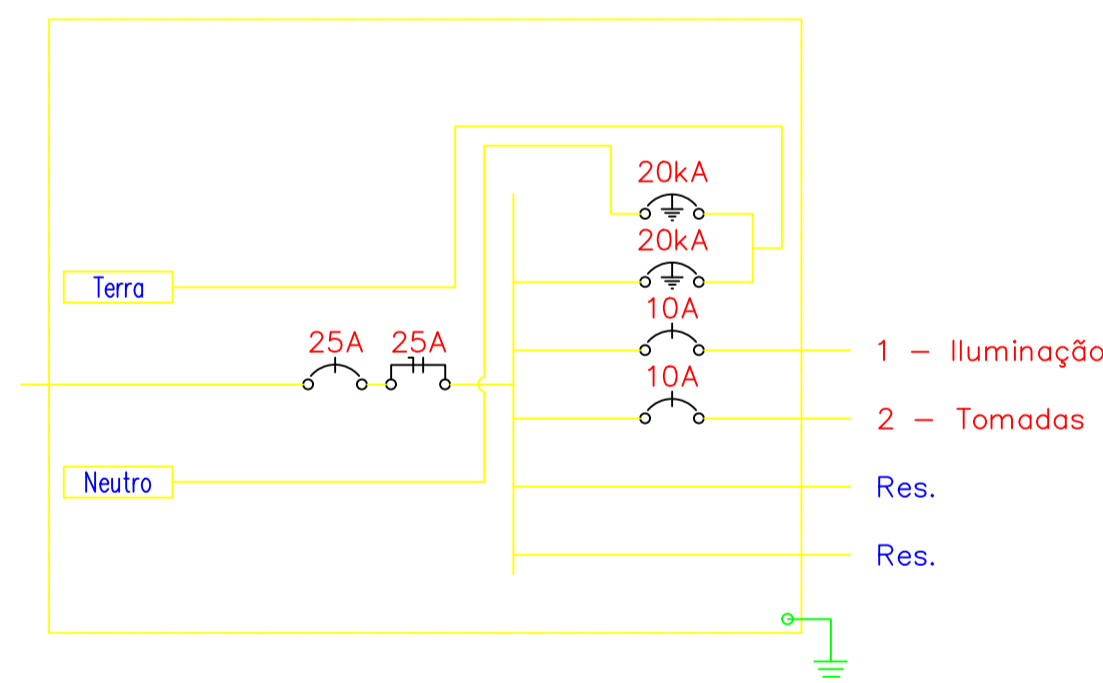 20kA
20kA
Terra
10A
25A 25A
1 – Iluminação
10A
2 – Tomadas
Neutro
Res.
Res.